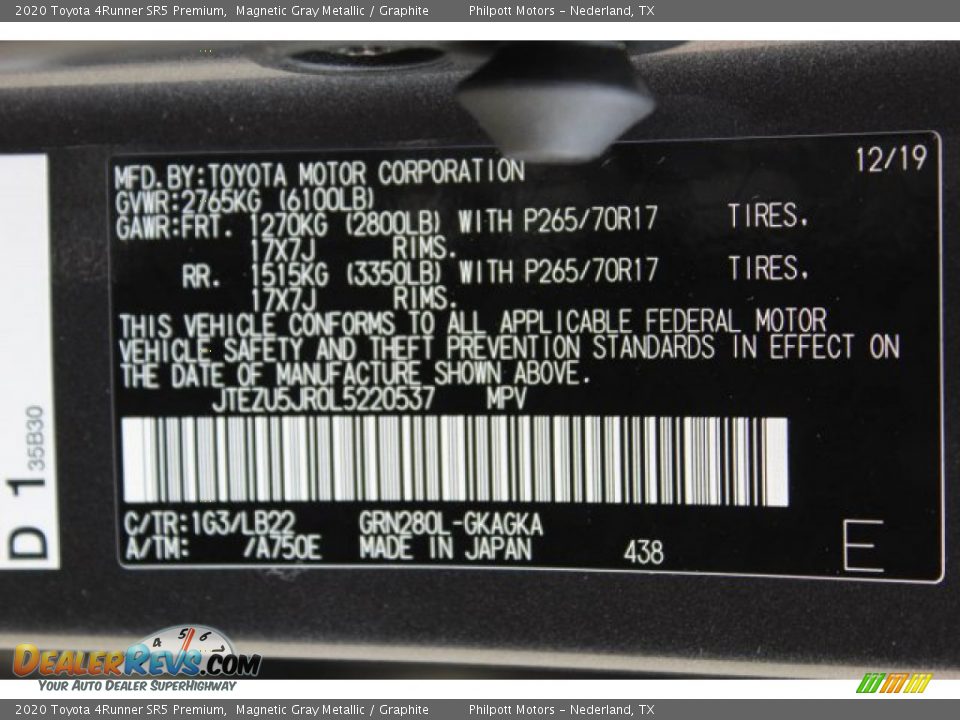 2020 Toyota 4Runner SR5 Premium,   Magnetic Gray Metallic / Graphite   Philpott Motors – Nederland, TX
12/19
MFD.BY:TOYOTA MOTOR CORPORATION
GVWR:2765KG (6100LB)
GAWR:FRT. 1270KG (2800LB) WITH P265/70R17 TIRES.
17X7J RIMS.
RR. 1515KG (3350LB) WITH P265/70R17 TIRES.
17X7J RIMS.
THIS VEHICLE CONFORMS TO ALL APPLICABLE FEDERAL MOTOR
VEHICLE SAFETY AND THEFT PREVENTION STANDARDS IN EFFECT ON
THE DATE OF MANUFACTURE SHOWN ABOVE.
JTEZU5JR0L5220537 MPV
C/TR:1G3/LB22 GRN280L-GKAGKA
A/TM: /A750E MADE IN JAPAN 438 E
D 1 35B30
4 5 6 7
DEALERREVS.COM
YOUR AUTO DEALER SUPERHIGHWAY
2020 Toyota 4Runner SR5 Premium,   Magnetic Gray Metallic / Graphite   Philpott Motors – Nederland, TX